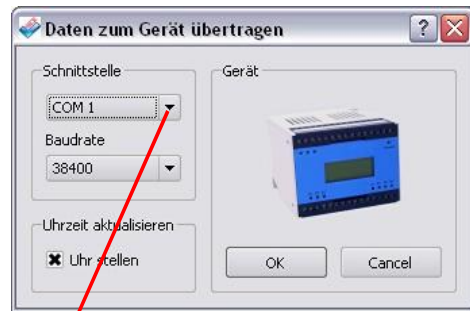 Daten zum Gerät übertragen
Schnittstelle
COM 1
Baudrate
38400
Uhrzeit aktualisieren
Uhr stellen
Gerät
OK
Cancel